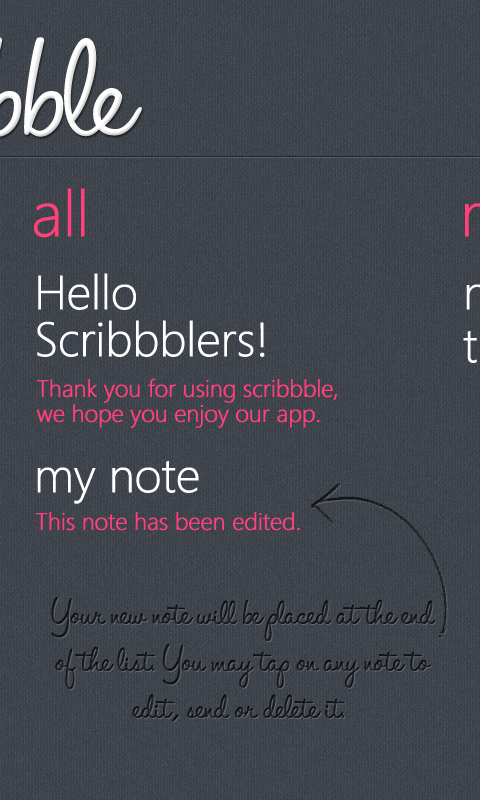 bble
all
Hello
Scribbblers!
Thank you for using scribbble,
we hope you enjoy our app.
my note
This note has been edited.
Your new note will be placed at the end
of the list. You may tap on any note to
edit, send or delete it.